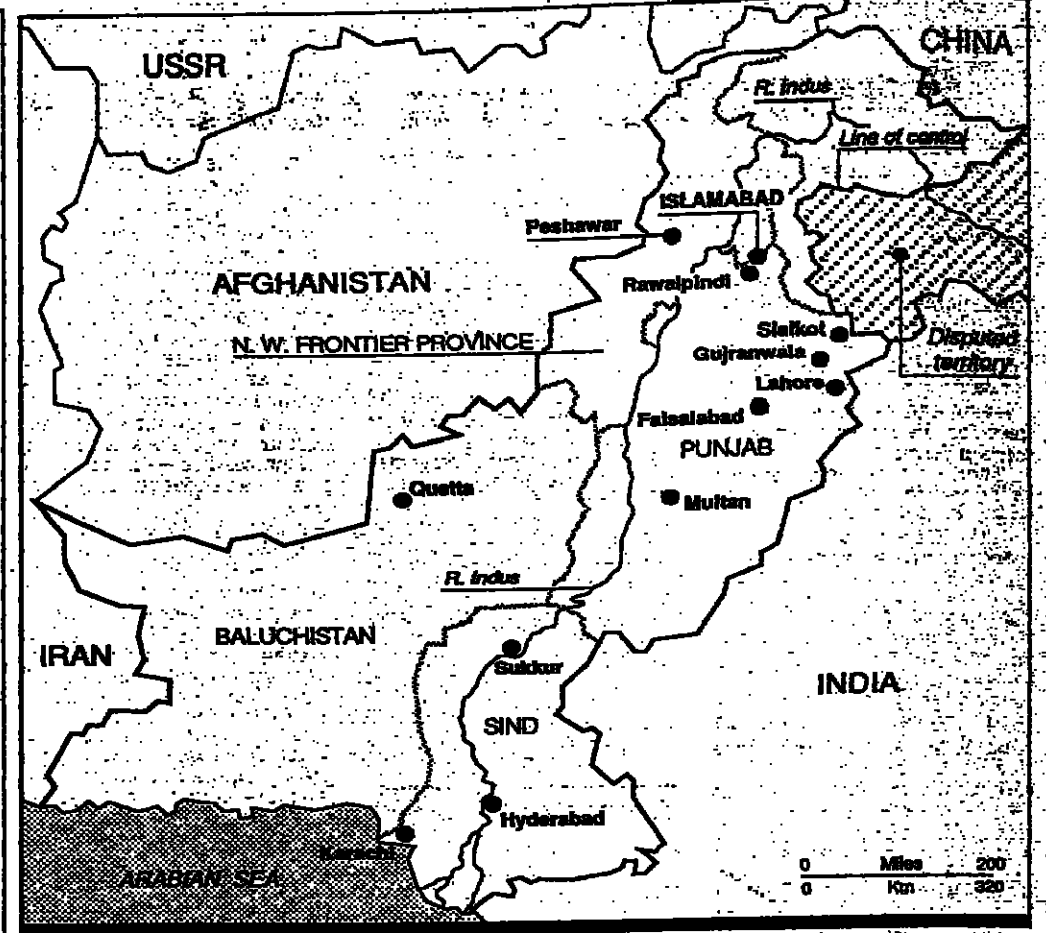 CHINA
USSR
R. Indus
Line of control
ISLAMABAD
Peshawar
AFGHANISTAN
Rawalpindi
Sialkot
Disputed
territory
N. W. FRONTIER PROVINCE
Gujranwala
Lahore
Faisalabad
PUNJAB
Quetta
Multan
R. Indus
BALUCHISTAN
IRAN
Sukkur
INDIA
SIND
Hyderabad
Karachi
ARABIAN SEA
0 Miles 200
0 Km 320